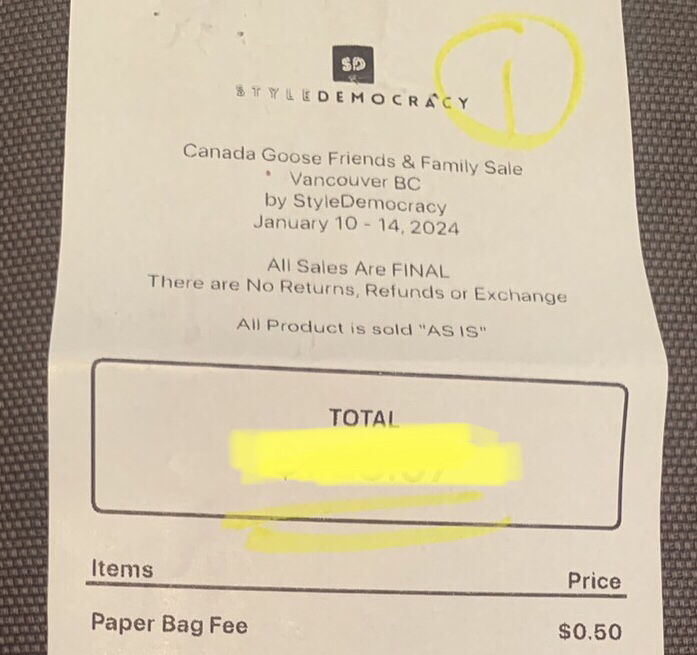 SD
STYLEDEMOCRACY
1
Canada Goose Friends & Family Sale
Vancouver BC
by StyleDemocracy
January 10 - 14, 2024
All Sales Are FINAL
There are No Returns, Refunds or Exchange
All Product is sold "AS IS"
TOTAL
Items Price
Paper Bag Fee $0.50